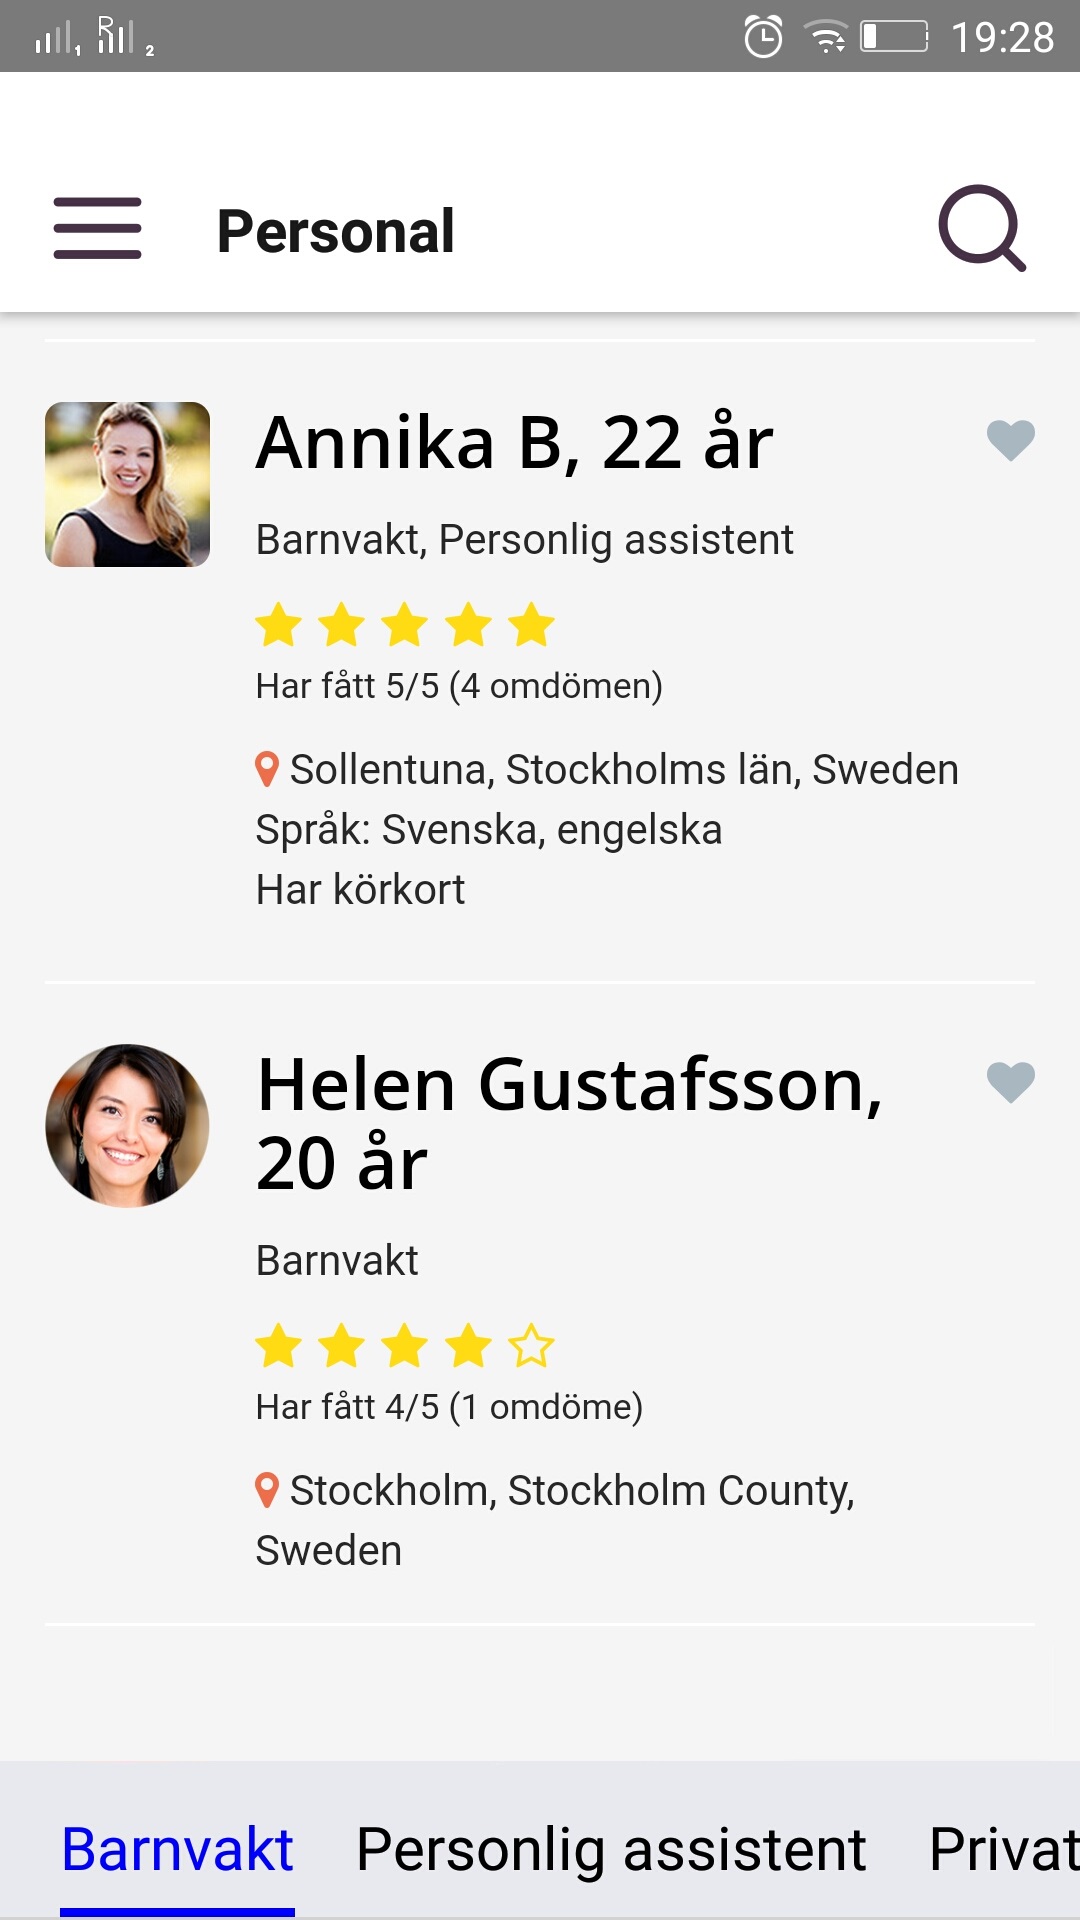 19:28
Personal
Annika B, 22 år
Barnvakt, Personlig assistent
Har fått 5/5 (4 omdömen)
Sollentuna, Stockholms län, Sweden
Språk: Svenska, engelska
Har körkort
Helen Gustafsson,
20 år
Barnvakt
Har fått 4/5 (1 omdöme)
Stockholm, Stockholm County,
Sweden
Barnvakt Personlig assistent Privat